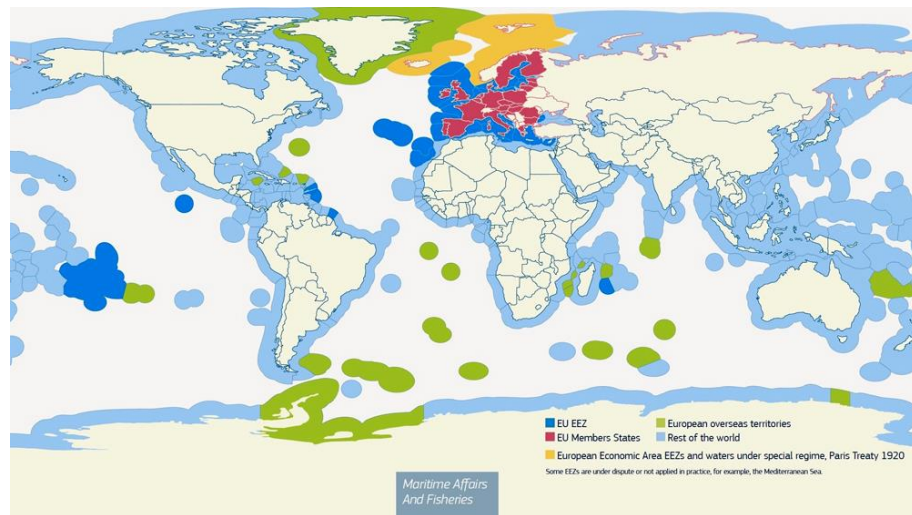 EU EEZ
EU Members States
European overseas territories
Rest of the world
European Economic Area EEZs and waters under special regime, Paris Treaty 1920
Some EEZs are under dispute or not applied in practice, for example, the Mediterranean Sea.
Maritime Affairs
And Fisheries